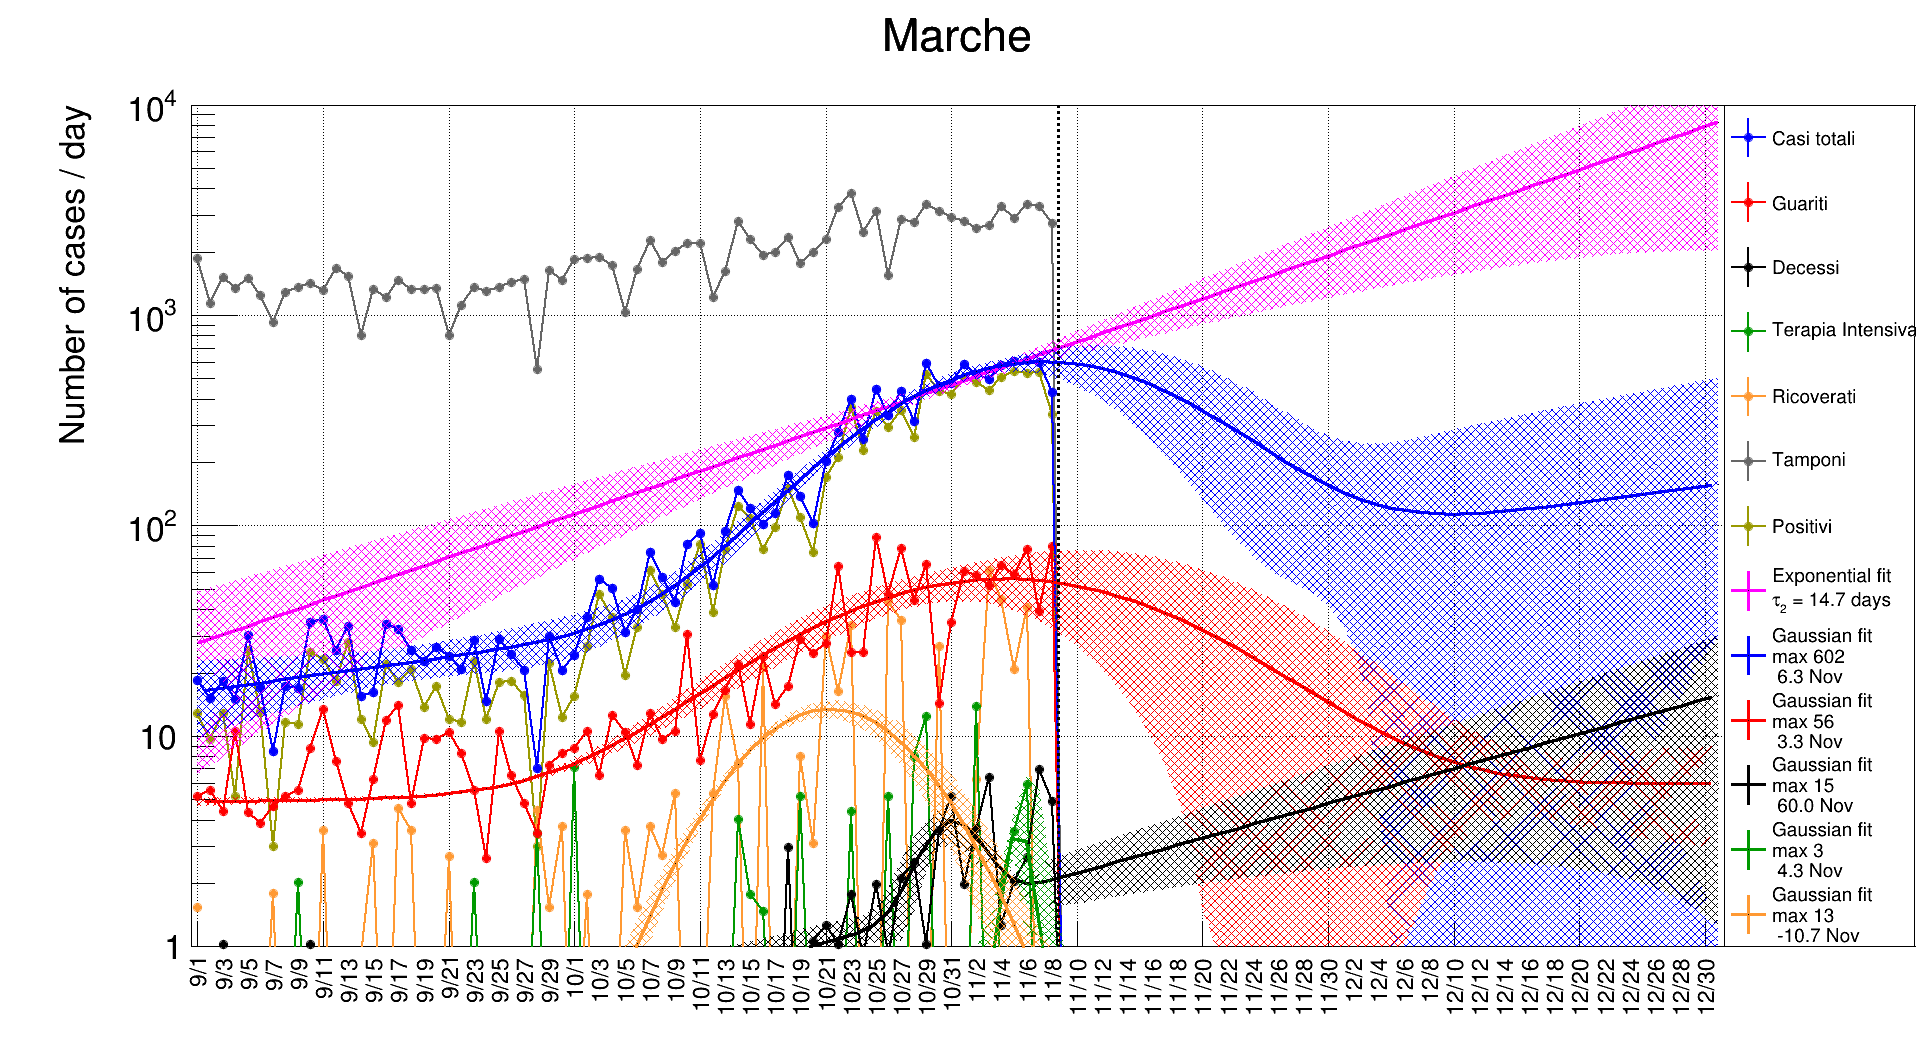 Marche
Number of cases / day
10⁴
10³
10²
10
1
9/1 9/3 9/5 9/7 9/9 9/11 9/13 9/15 9/17 9/19 9/21 9/23 9/25 9/27 9/29 10/1 10/3 10/5 10/7 10/9 10/11 10/13 10/15 10/17 10/19 10/21 10/23 10/25 10/27 10/29 10/31 11/2 11/4 11/6 11/8 11/10 11/12 11/14 11/16 11/18 11/20 11/22 11/24 11/26 11/28 11/30 12/2 12/4 12/6 12/8 12/10 12/12 12/14 12/16 12/18 12/20 12/22 12/24 12/26 12/28 12/30
Casi totali
Guariti
Decessi
Terapia Intensiva
Ricoverati
Tamponi
Positivi
Exponential fit
τ₂ = 14.7 days
Gaussian fit
max 602
6.3 Nov
Gaussian fit
max 56
3.3 Nov
Gaussian fit
max 15
60.0 Nov
Gaussian fit
max 3
4.3 Nov
Gaussian fit
max 13
-10.7 Nov